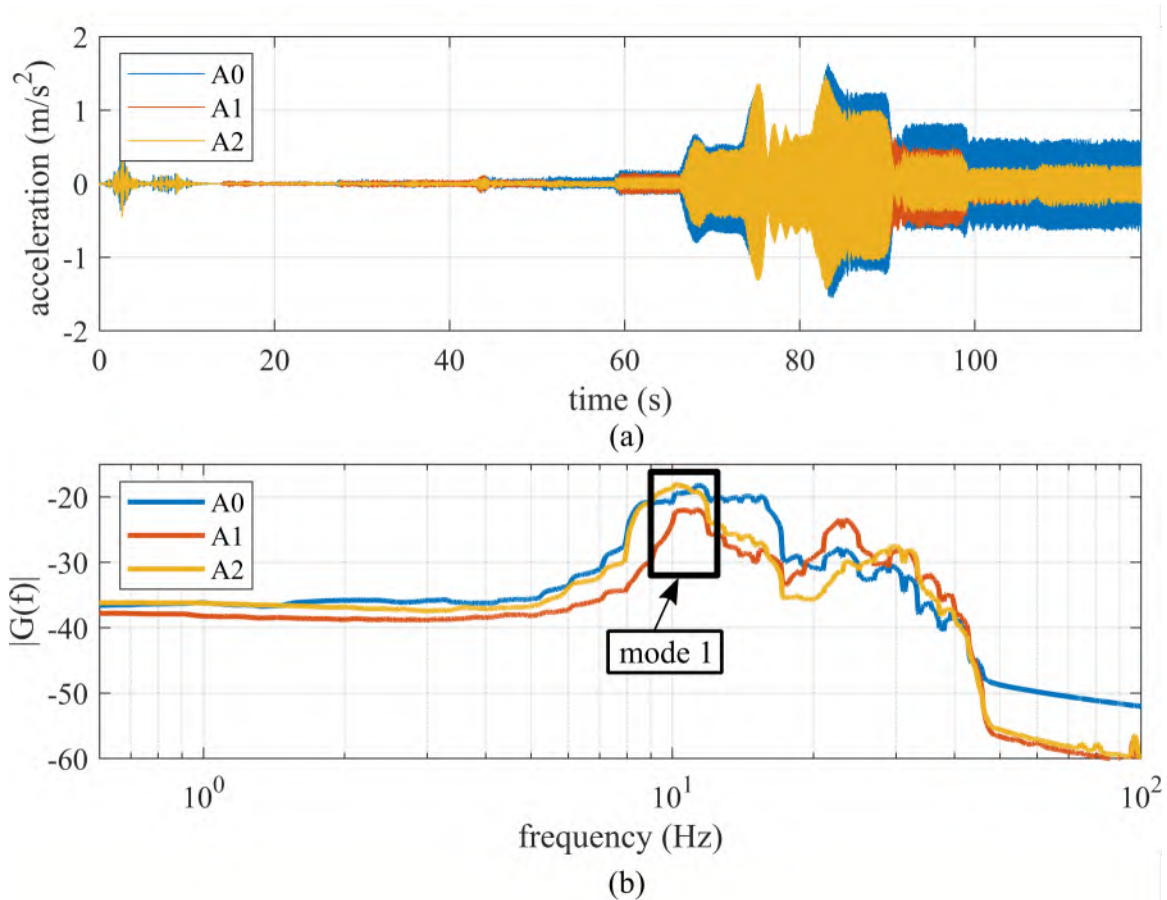 2
1
0
-1
-2
acceleration (m/s²)
A0
A1
A2
0 20 40 60 80 100
time (s)
(a)
-20
-30
-40
-50
-60
|G(f)|
A0
A1
A2
mode 1
10⁰ 10¹ 10²
frequency (Hz)
(b)